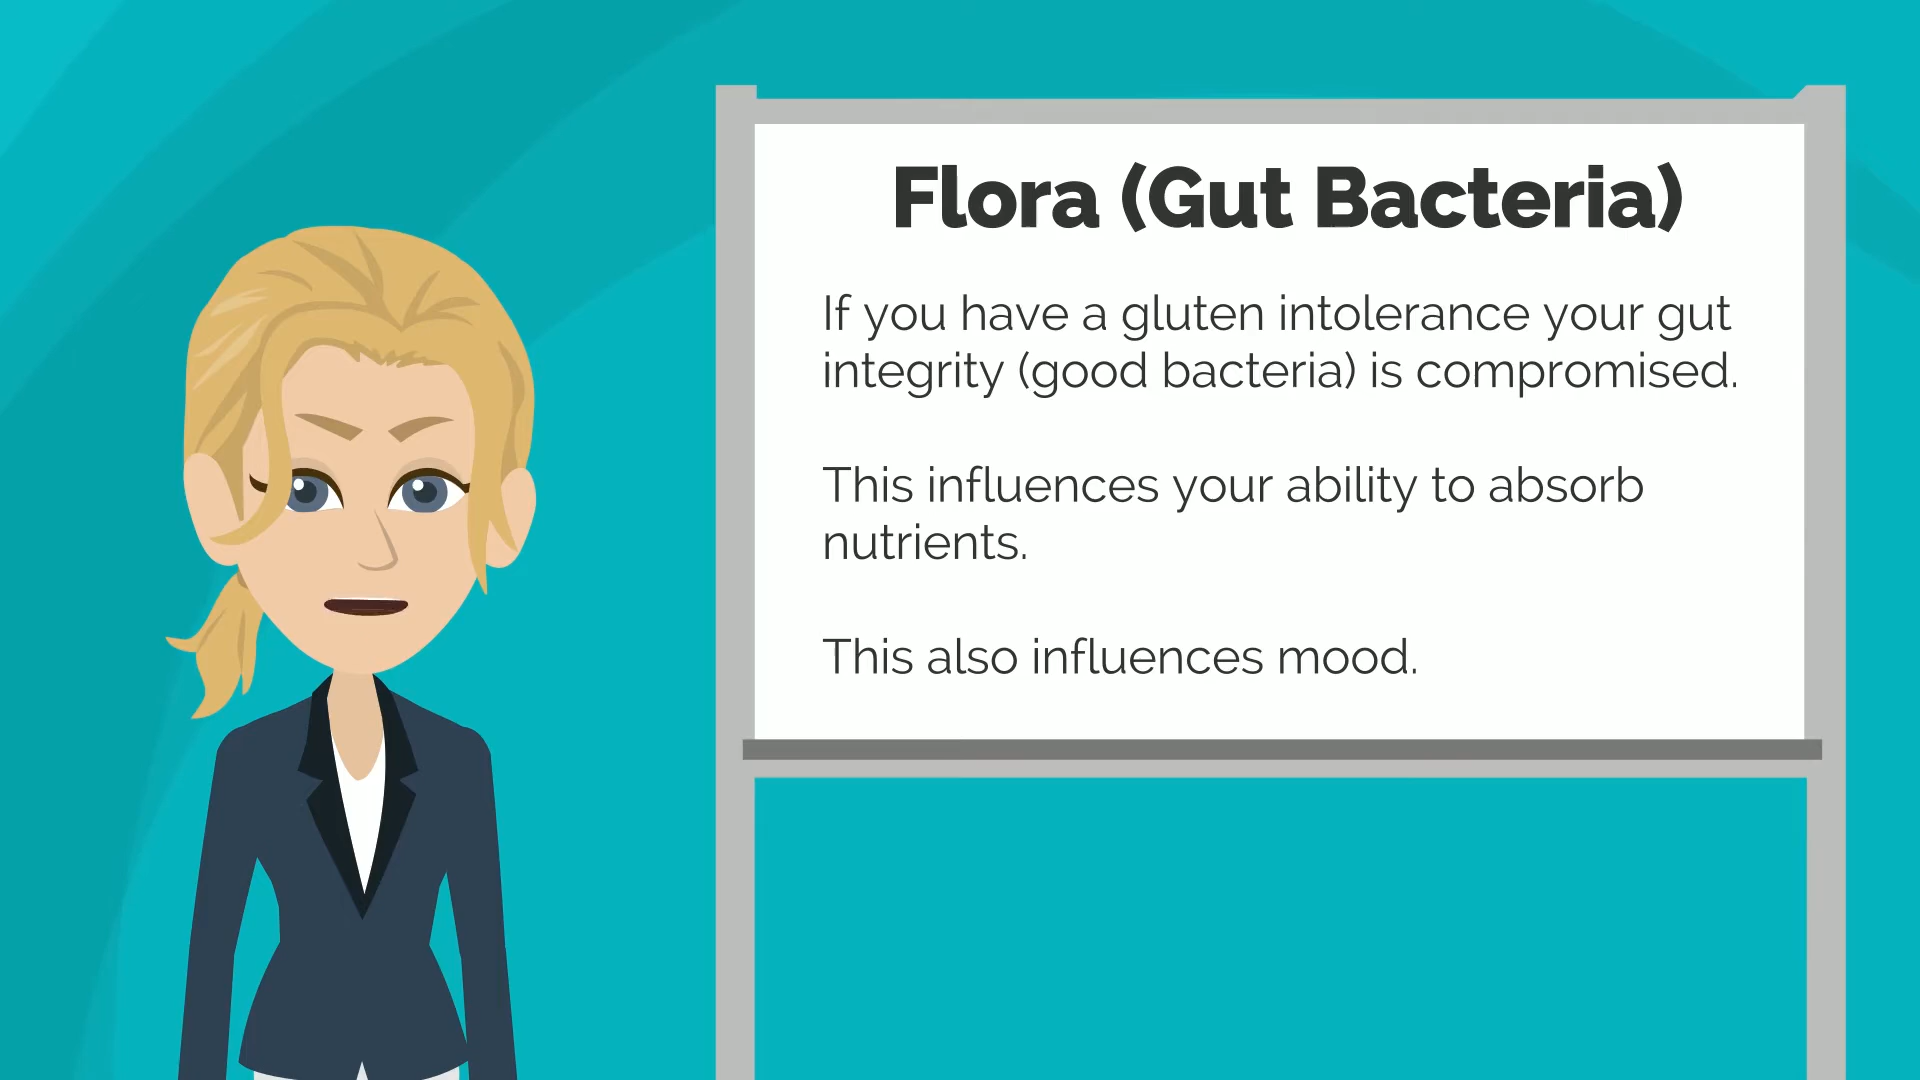 Flora (Gut Bacteria)
If you have a gluten intolerance your gut
integrity (good bacteria) is compromised.
This influences your ability to absorb
nutrients.
This also influences mood.